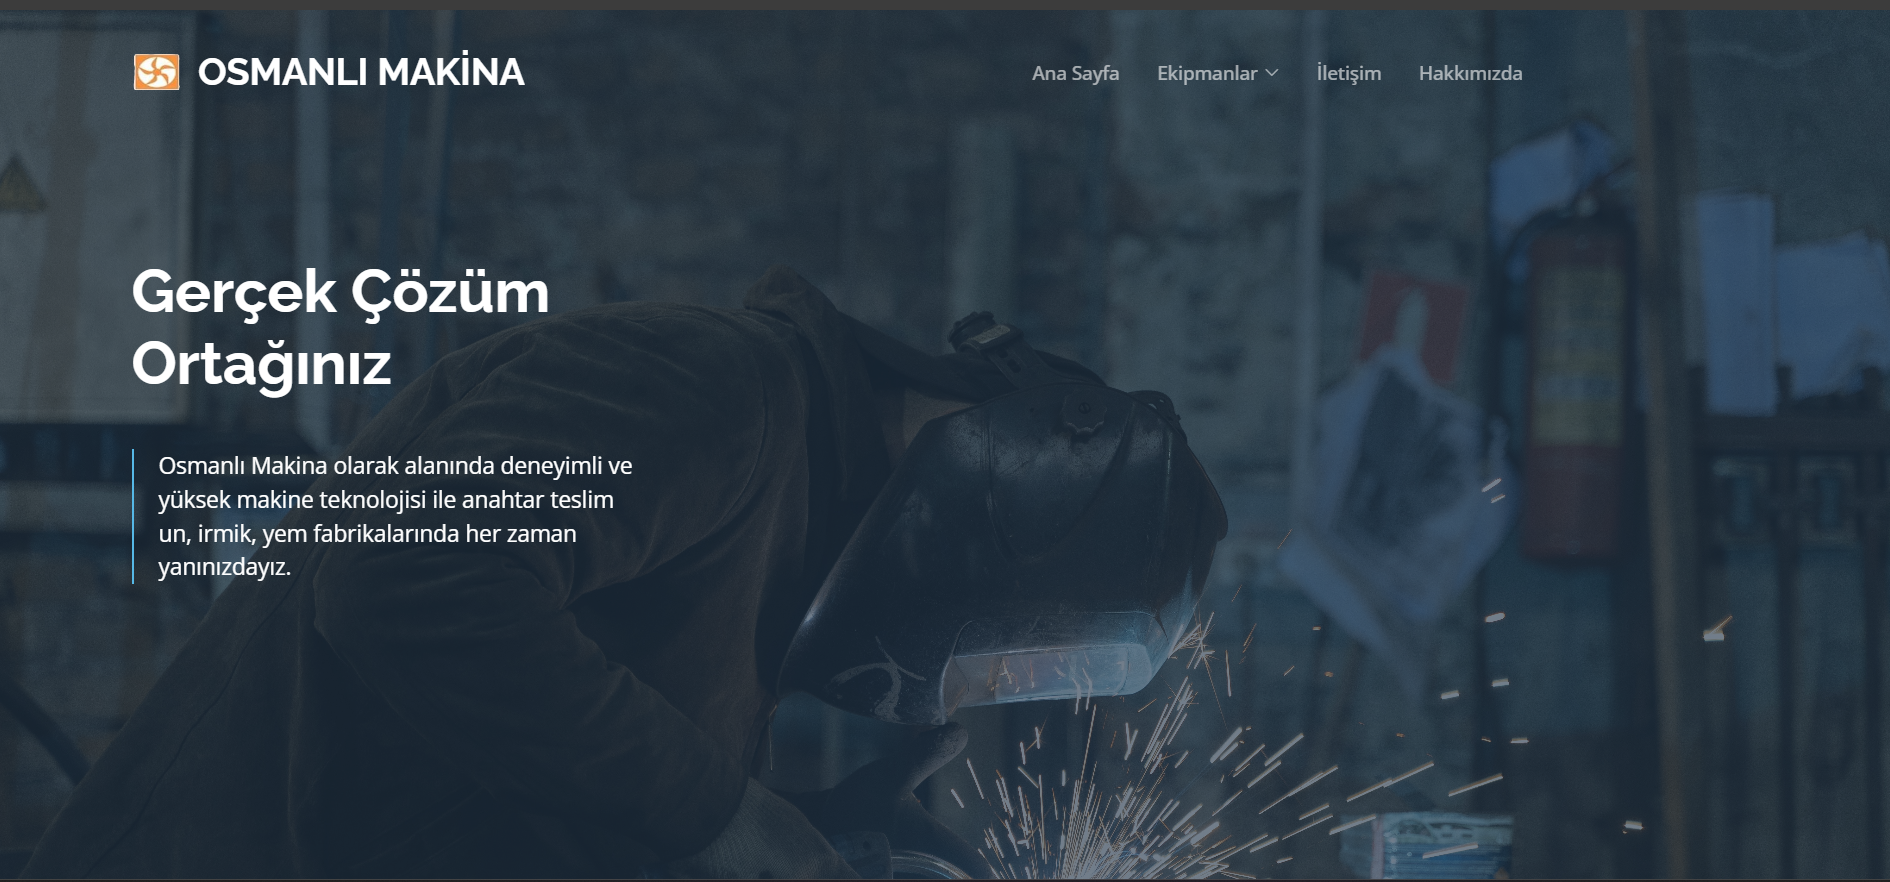 OSMANLI MAKİNA
Ana Sayfa Ekipmanlar İletişim Hakkımızda
Gerçek Çözüm
Ortağınız
Osmanlı Makina olarak alanında deneyimli ve
yüksek makine teknolojisi ile anahtar teslim
un, irmik, yem fabrikalarında her zaman
yanınızdayız.